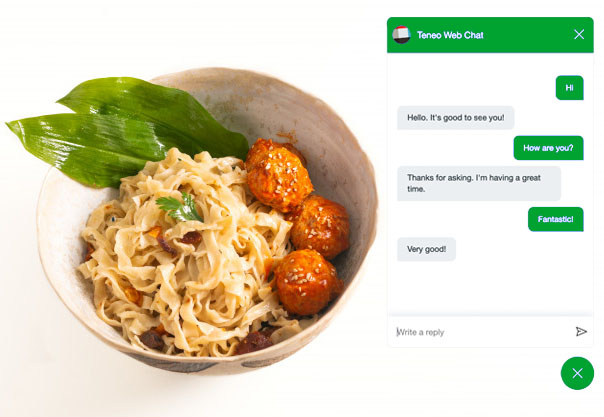 Teneo Web Chat
Hi
Hello. It's good to see you!
How are you?
Thanks for asking. I'm having a great
time.
Fantastic!
Very good!
Write a reply